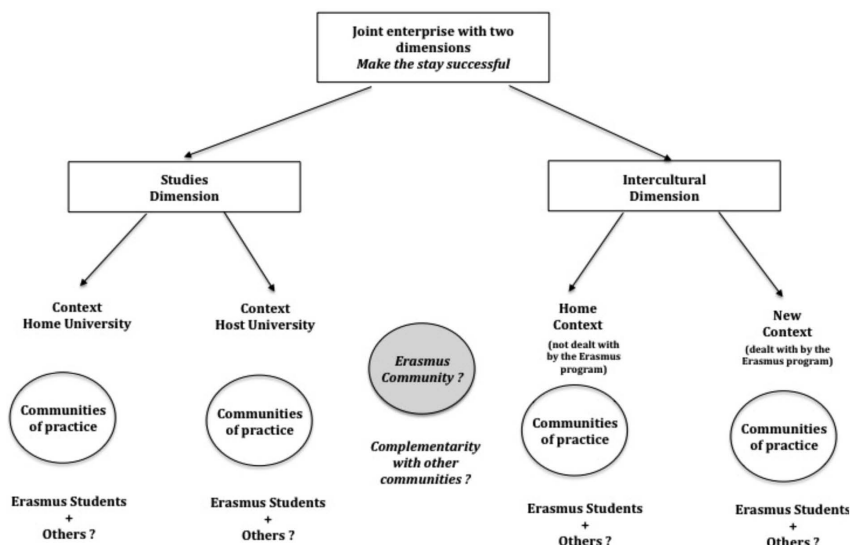 Joint enterprise with two
dimensions
Make the stay successful
Studies
Dimension
Intercultural
Dimension
Context
Home University
Context
Host University
Home
Context
(not dealt with
by the Erasmus
program)
New
Context
(dealt with by the
Erasmus program)
Erasmus
Community ?
Communities
of practice
Communities
of practice
Communities
of practice
Communities
of practice
Complementarity
with other
communities ?
Erasmus Students
+
Others ?
Erasmus Students
+
Others ?
Erasmus Students
+
Others ?
Erasmus Students
+
Others ?